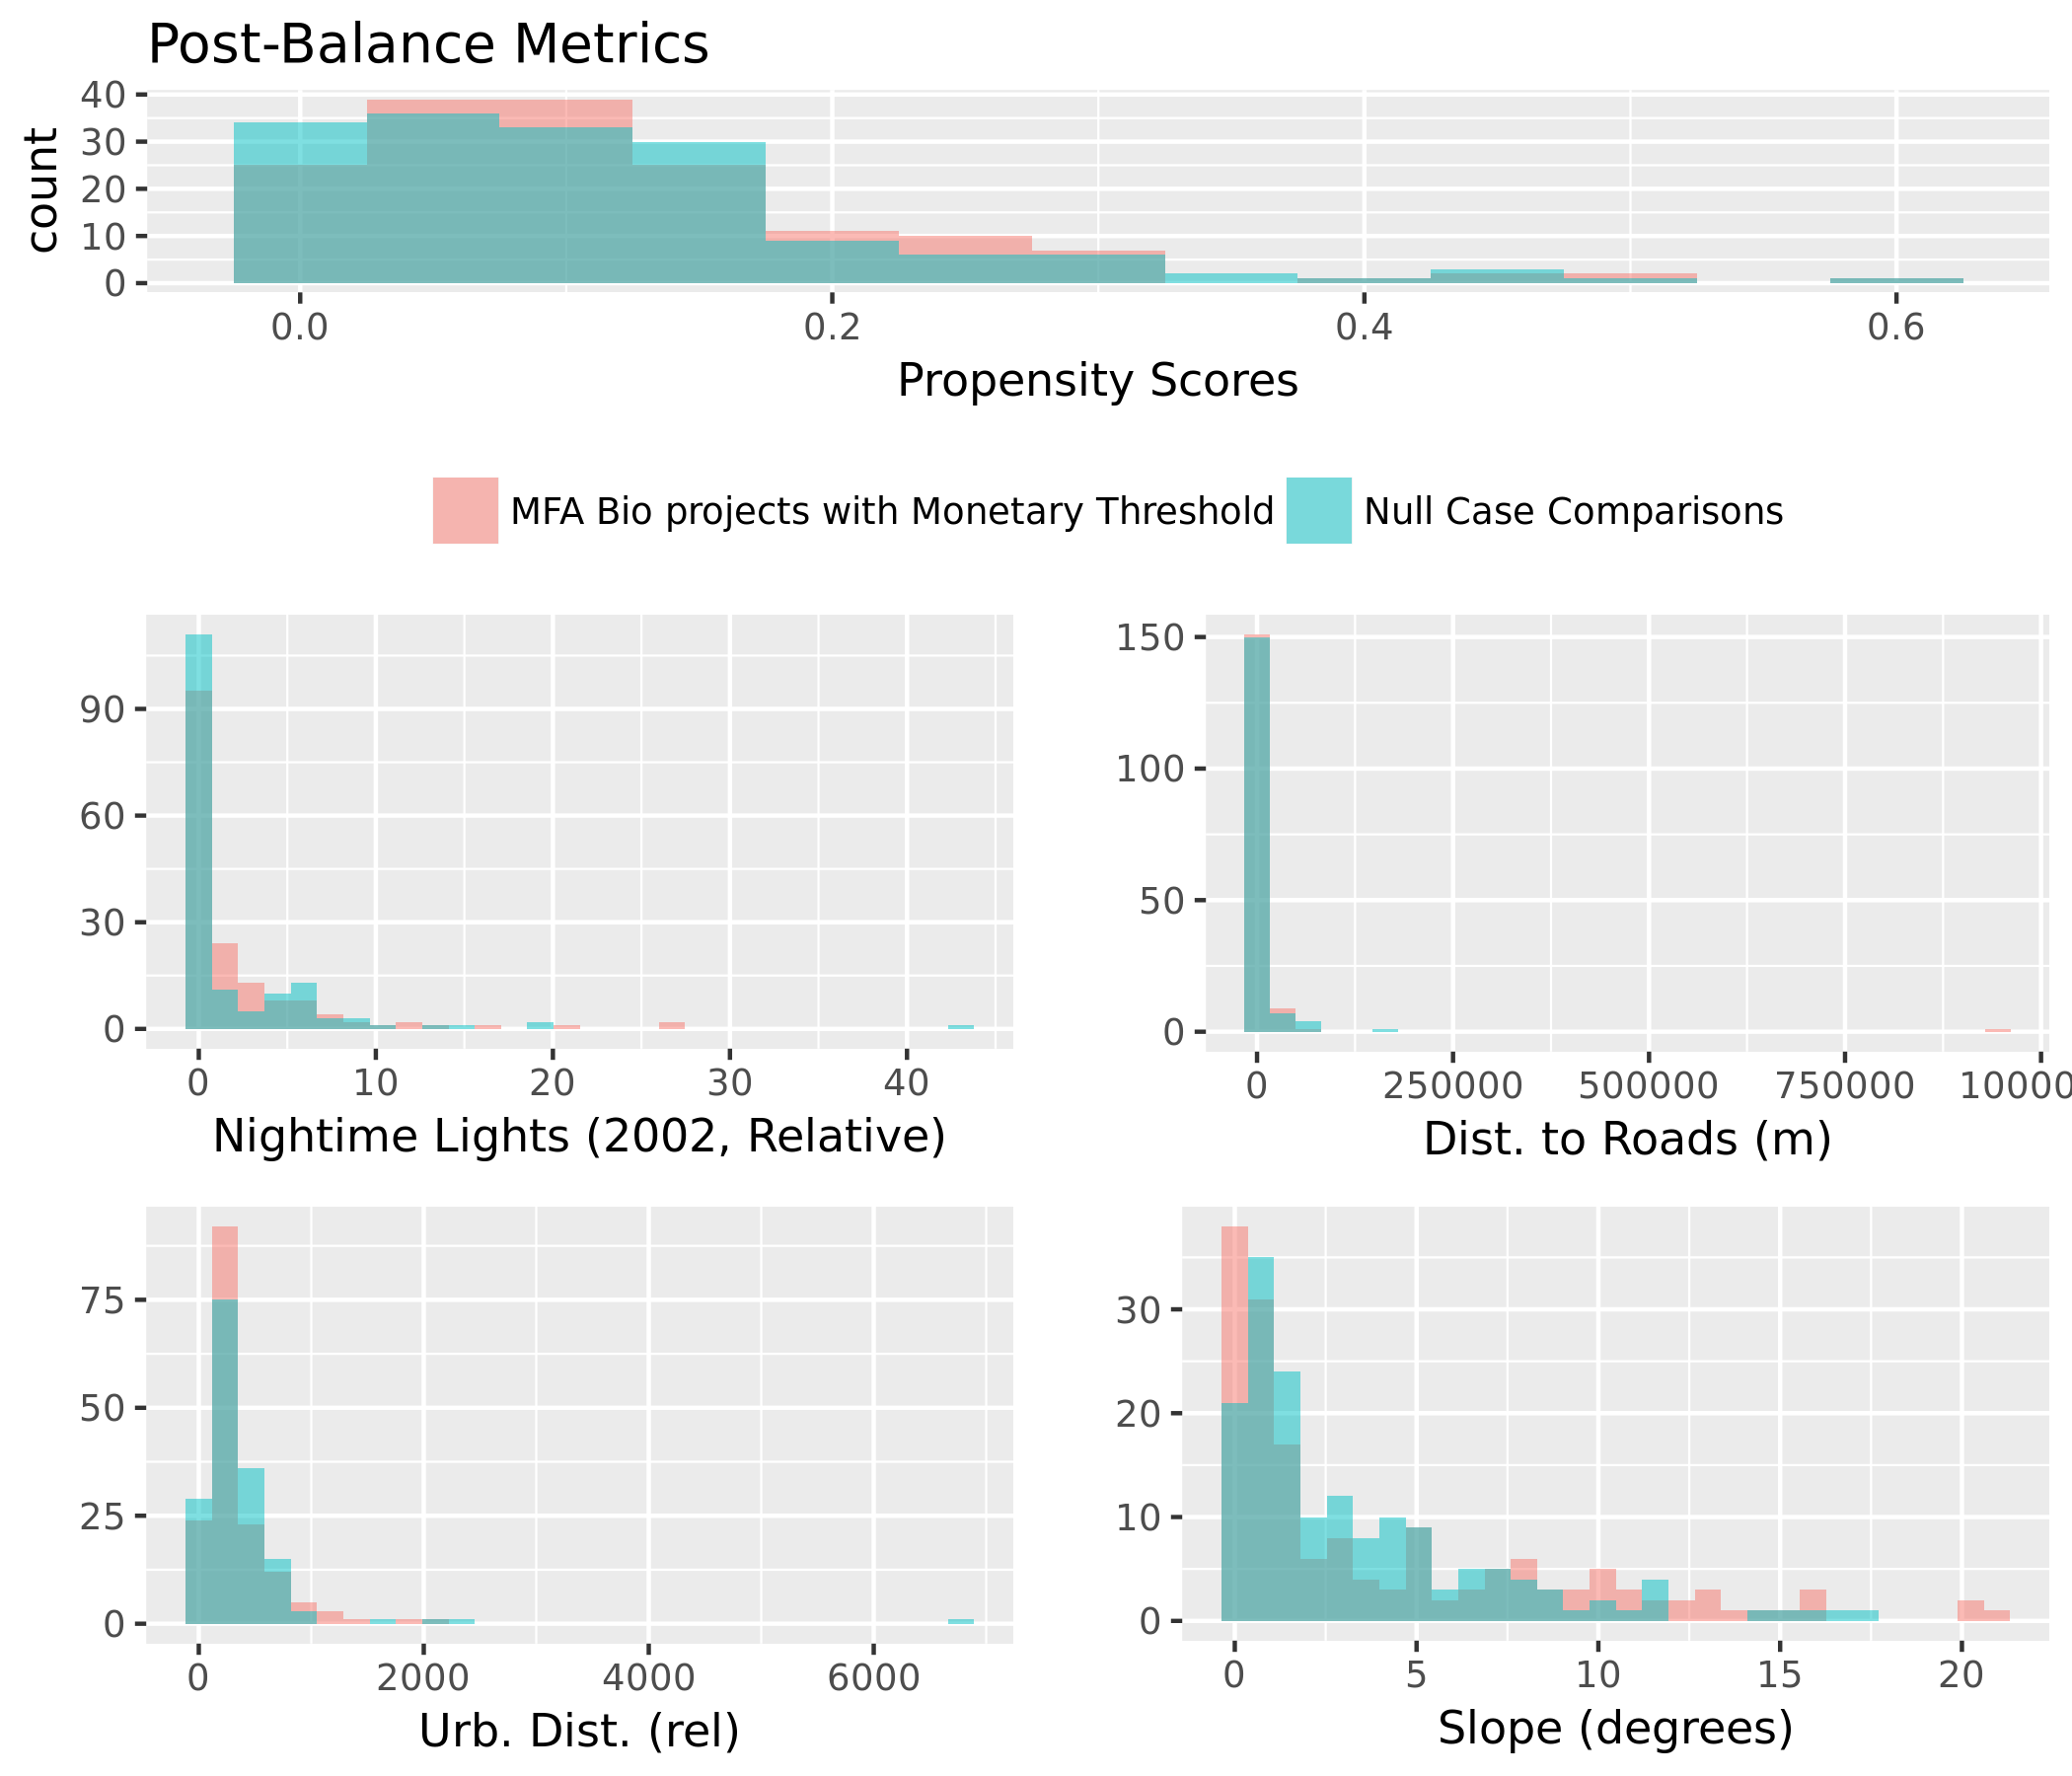 Post-Balance Metrics
count
40
30
20
10
0
0.0 0.2 0.4 0.6
Propensity Scores
MFA Bio projects with Monetary Threshold Null Case Comparisons
90
60
30
0
0 10 20 30 40
Nightime Lights (2002, Relative)
150
100
50
0
0 250000 500000 750000 10000
Dist. to Roads (m)
75
50
25
0
0 2000 4000 6000
Urb. Dist. (rel)
30
20
10
0
0 5 10 15 20
Slope (degrees)